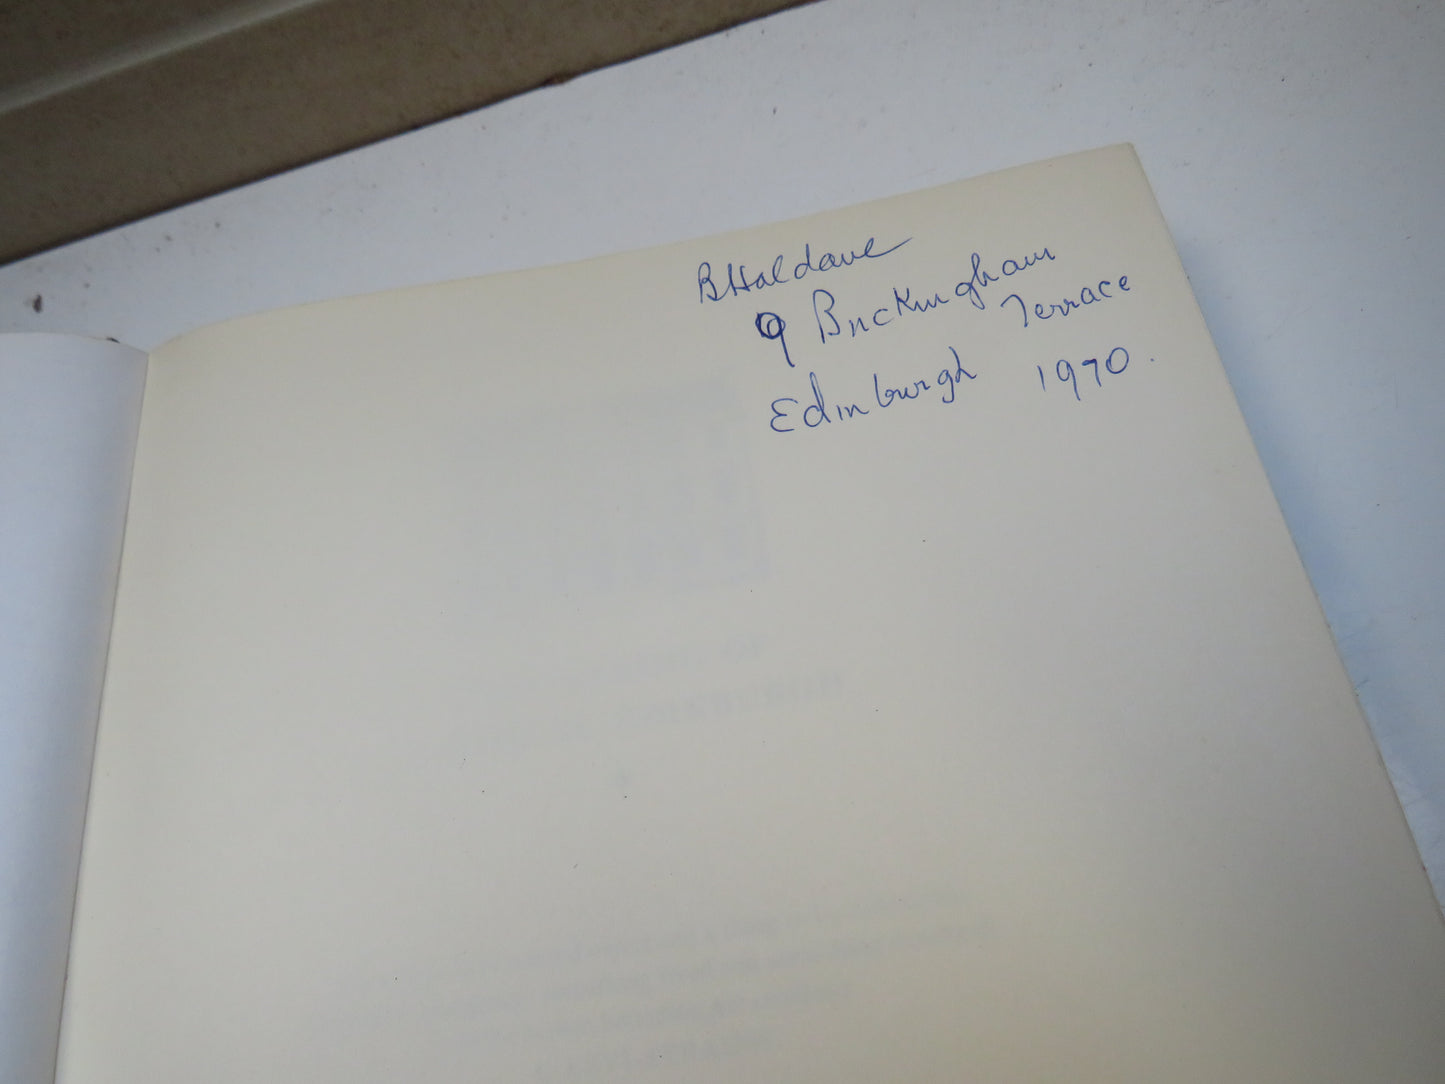 B Haldane
9 Buckingham
Terrace
Edinburgh 1970.